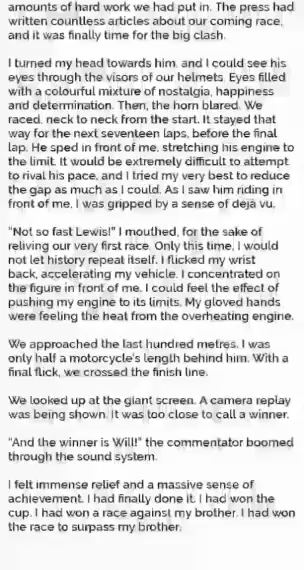 amounts of hard work we had put in. The press had
written countless articles about our coming race,
and it was finally time for the big clash.
I turned my head towards him, and I could see his
eyes through the visors of our helmets. Eyes filled
with a colourful mixture of nostalgia, happiness
and determination. Then, the horn blared. We
raced, neck to neck from the start. It stayed that
way for the next seventeen laps, before the final
lap. He sped in front of me, stretching his engine to
the limit. It would be extremely difficult to attempt
to rival his pace, and I tried my very best to reduce
the gap as much as I could. As I saw him riding in
front of me, I was gripped by a sense of deja vu.
"Not so fast Lewis!" I mouthed, for the sake of
reliving our very first race. Only this time, I would
not let history repeat itself. I flicked my wrist
back, accelerating my vehicle. I concentrated on
the figure in front of me. I could feel the effect of
pushing my engine to its limits. My gloved hands
were feeling the heat from the overheating engine.
We approached the last hundred metres. I was
only half a motorcycle's length behind him. With a
final flick, we crossed the finish line.
We looked up at the giant screen. A camera replay
was being shown. It was too close to call a winner.
"And the winner is Will!" the commentator boomed
through the sound system.
I felt immense relief and a massive sense of
achievement. I had finally done it. I had won the
cup. I had won a race against my brother. I had won
the race to surpass my brother.